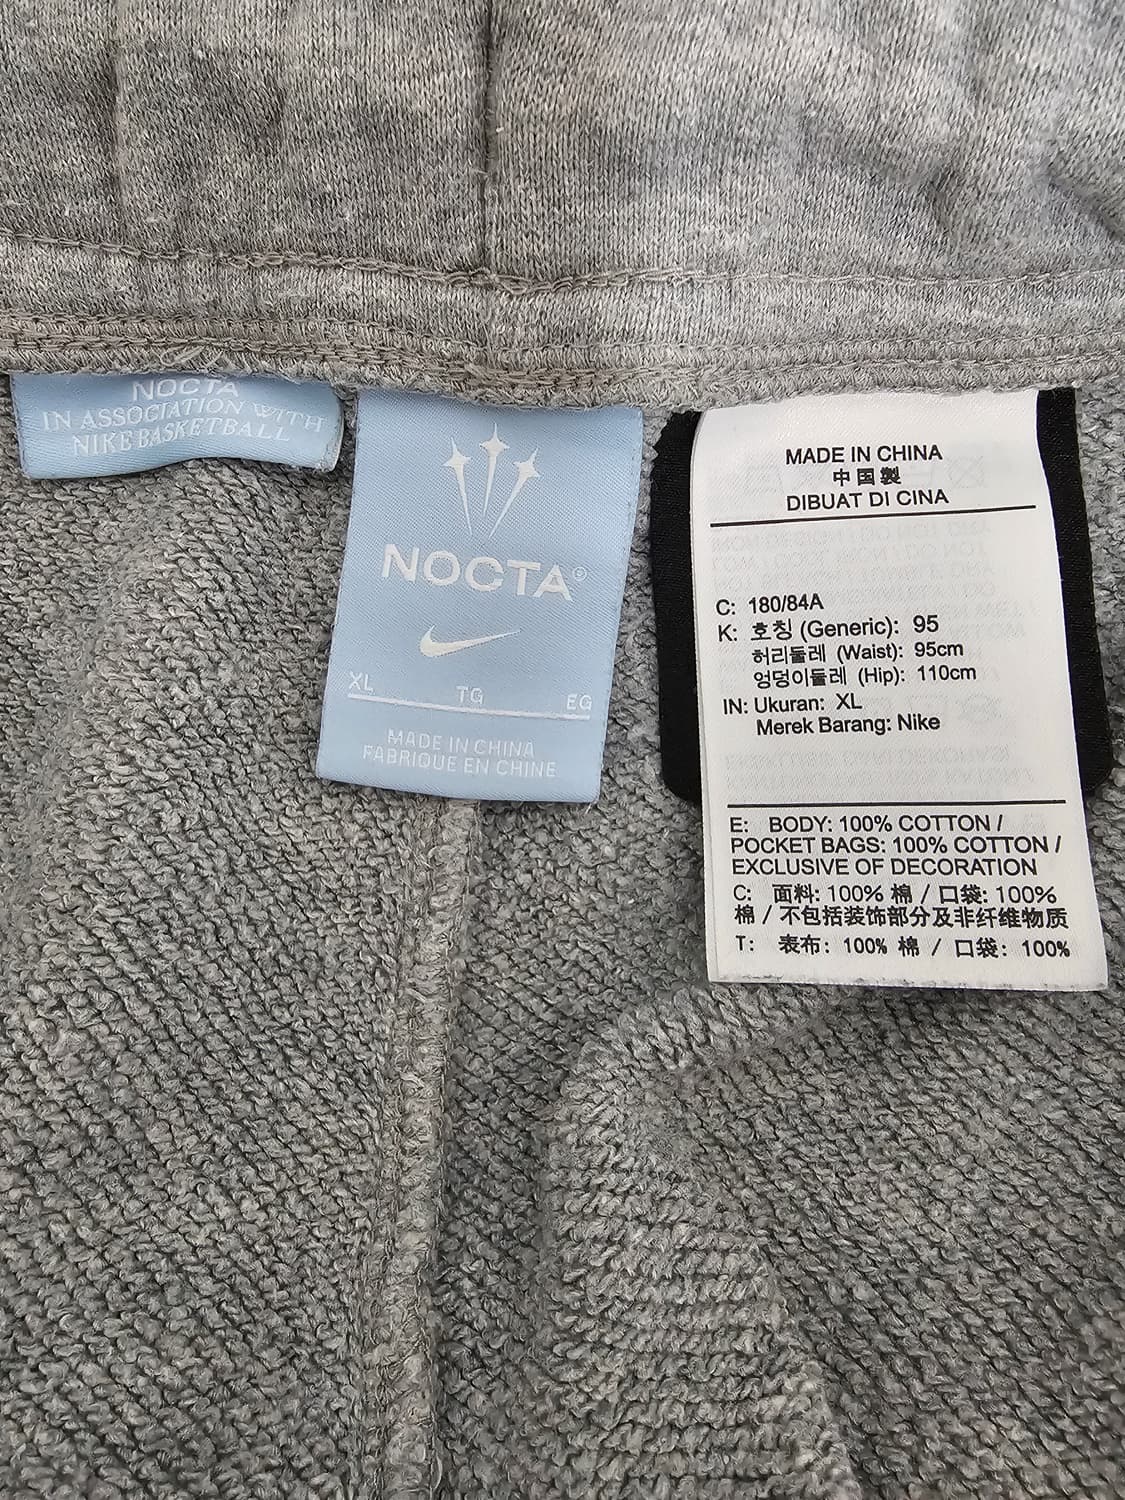 NOCTA
IN ASSOCIATION WITH
NIKE BASKETBALL
NOCTA®
XL TG EG
MADE IN CHINA
FABRIQUE EN CHINE
MADE IN CHINA
中国製
DIBUAT DI CINA
C: 180/84A
K: 호칭 (Generic): 95
허리둘레 (Waist): 95cm
엉덩이둘레 (Hip): 110cm
IN: Ukuran: XL
Merek Barang: Nike
E: BODY: 100% COTTON /
POCKET BAGS: 100% COTTON /
EXCLUSIVE OF DECORATION
C: 面料: 100% 棉 / 口袋: 100%
棉 / 不包括装饰部分及非纤维物质
T: 表布: 100% 棉 / 口袋: 100%